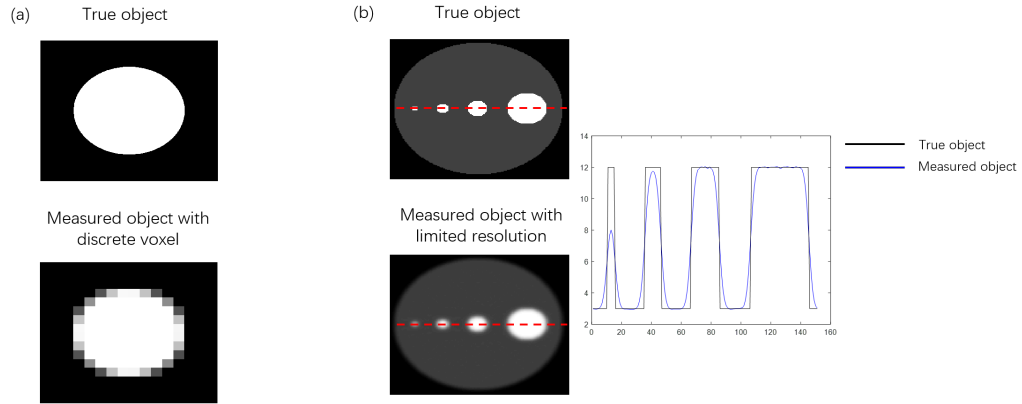 (a)
True object
Measured object with
discrete voxel
(b)
True object
Measured object with
limited resolution
14
12
10
8
6
4
2
0
20
40
60
80
100
120
140
160
True object
Measured object